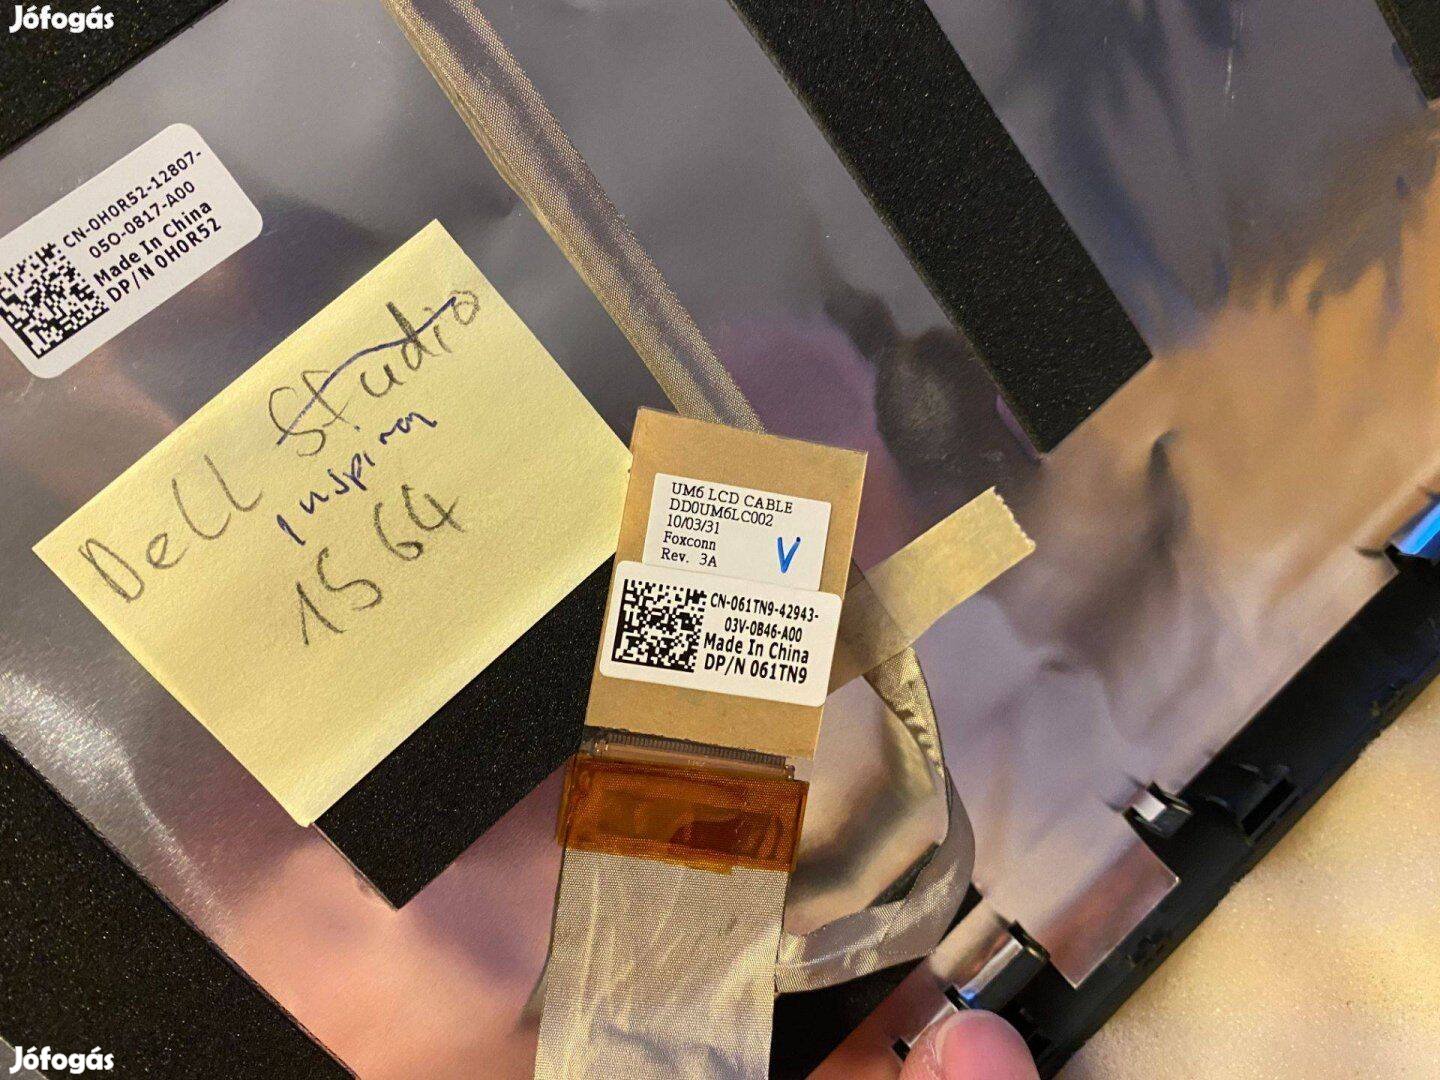 Jófogás
CN-0H0R52-12807-
05O-0817-A00
Made In China
DP/N 0H0R52
Dell Studio
inspiron
1564
UM6 LCD CABLE
DD0UM6LC002
10/03/31
Foxconn
Rev. 3A
V
CN-061TN9-42943-
03V-0B46-A00
Made In China
DP/N 061TN9
Jófogás